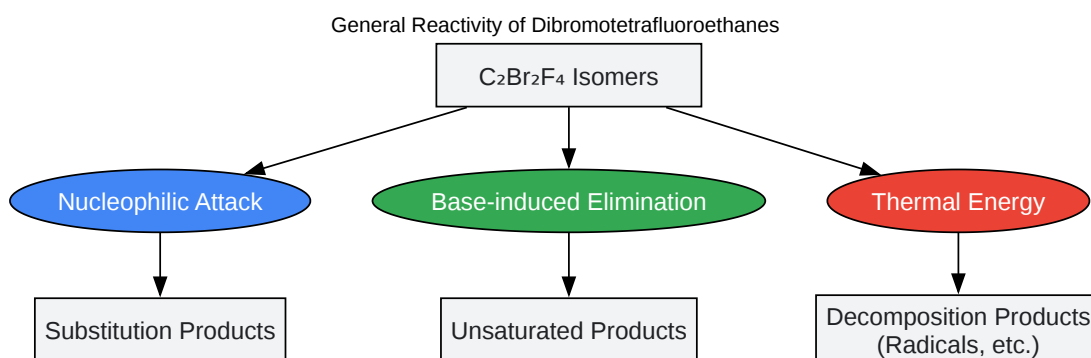 General Reactivity of Dibromotetrafluoroethanes
C₂Br₂F₄ Isomers
Nucleophilic Attack
Base-induced Elimination
Thermal Energy
Substitution Products
Unsaturated Products
Decomposition Products
(Radicals, etc.)